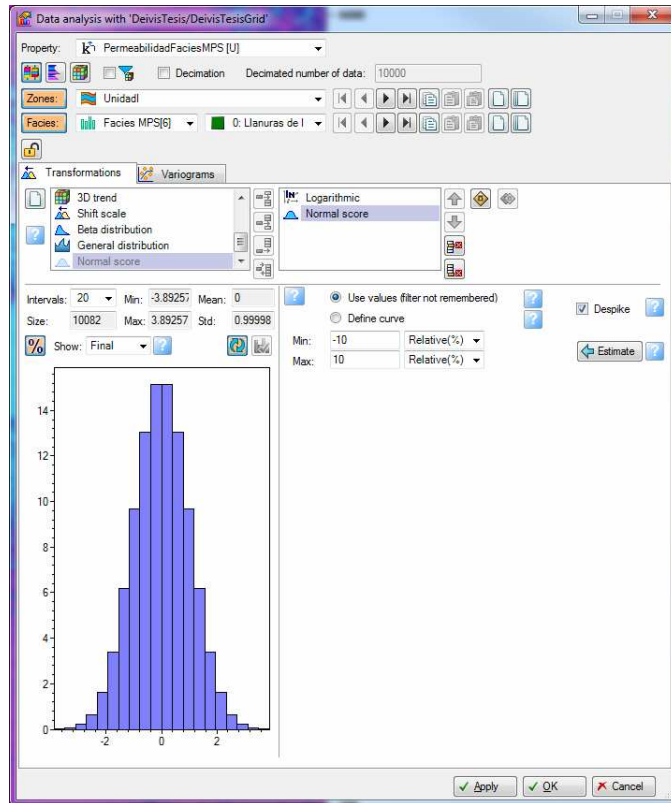 Data analysis with 'DeivisTesis/DeivisTesisGrid'
Property: PermeabilidadFaciesMPS [U]
Decimation Decimated number of data: 10000
Zones: UnidadI
Facies: Facies MPS[6] 0: Llanuras de I
Transformations Variograms
3D trend
Shift scale
Beta distribution
General distribution
Normal score
Logarithmic
Normal score
Intervals: 20 Min: -3.89257 Mean: 0
Size: 10082 Max: 3.89257 Std: 0.99998
% Show: Final
Use values (filter not remembered)
Define curve
Min: -10 Relative(%)
Max: 10 Relative(%)
Despike
Estimate
14
12
10
8
6
4
2
0
-2 0 2
Apply OK Cancel